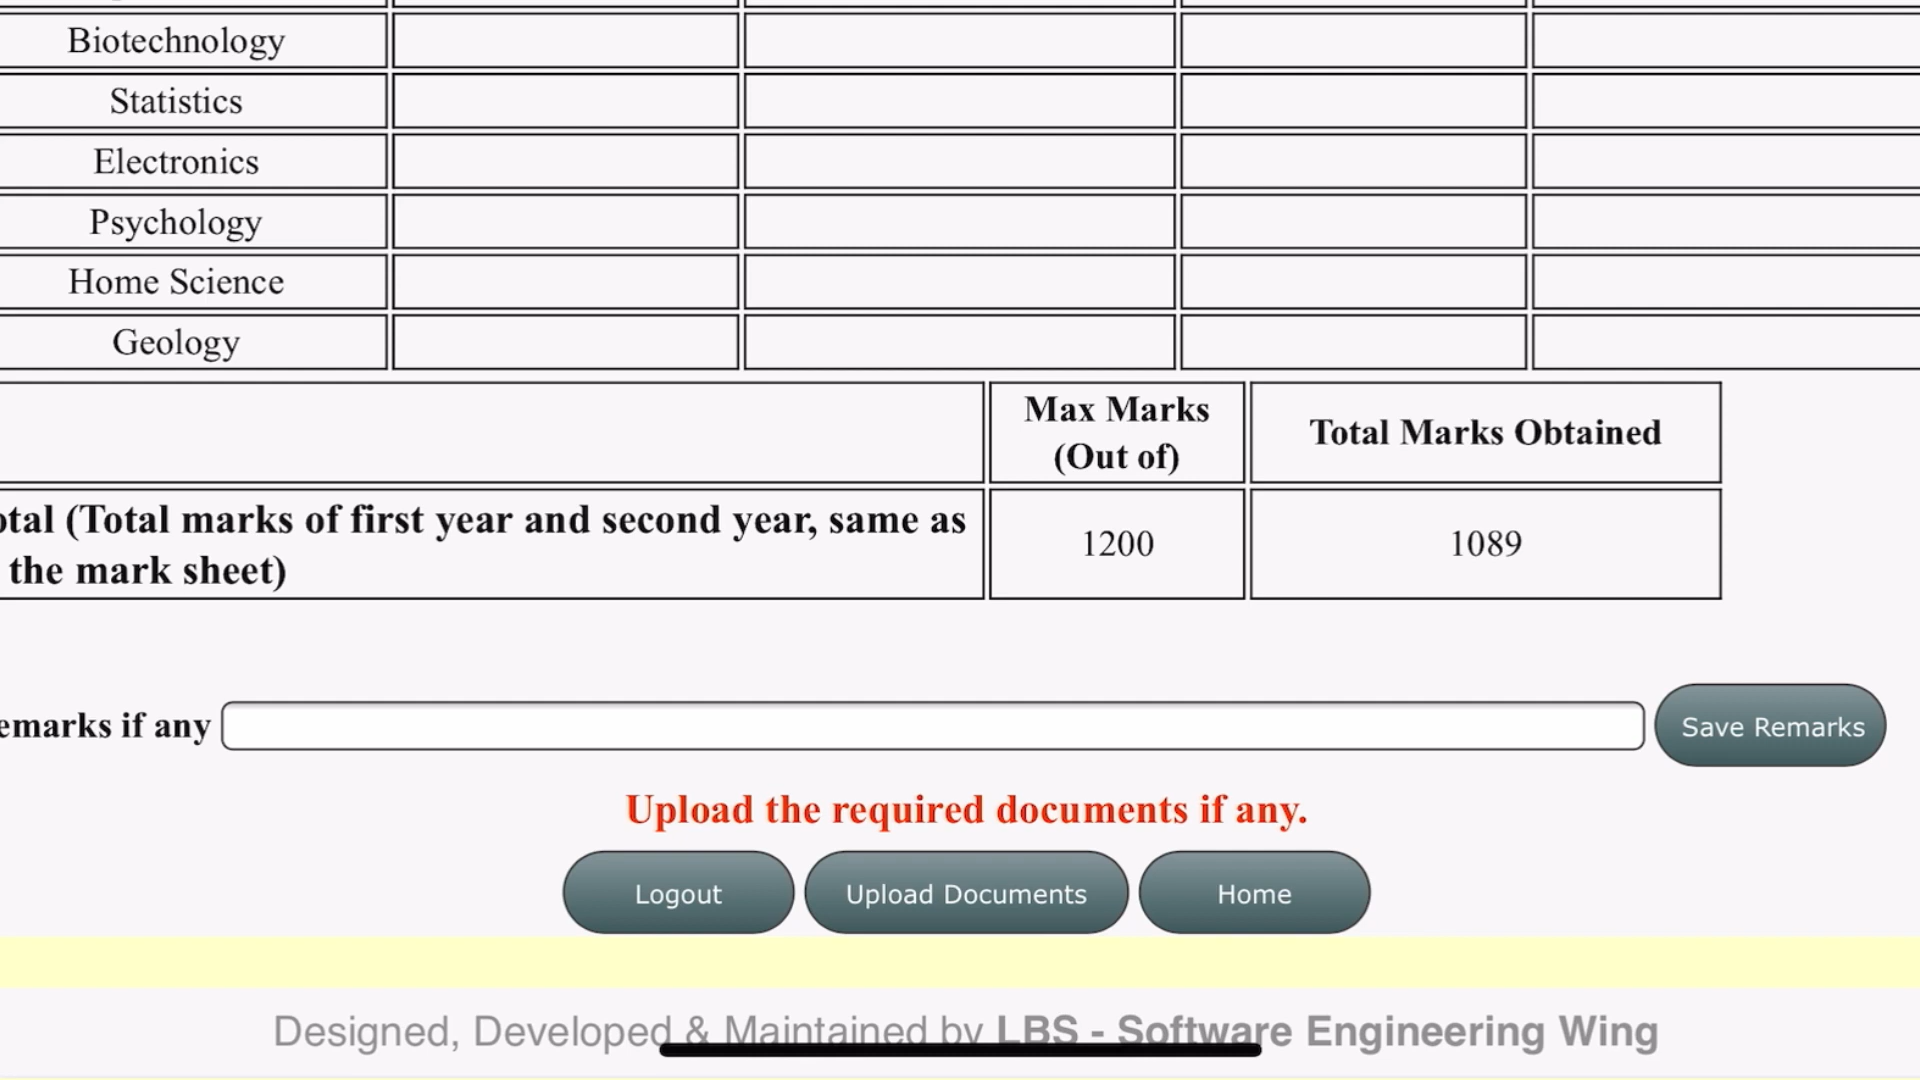 Biotechnology
Statistics
Electronics
Psychology
Home Science
Geology
Max Marks
(Out of)
Total Marks Obtained
otal (Total marks of first year and second year, same as
the mark sheet)
1200
1089
emarks if any
Save Remarks
Upload the required documents if any.
Logout
Upload Documents
Home
Designed, Developed & Maintained by LBS - Software Engineering Wing